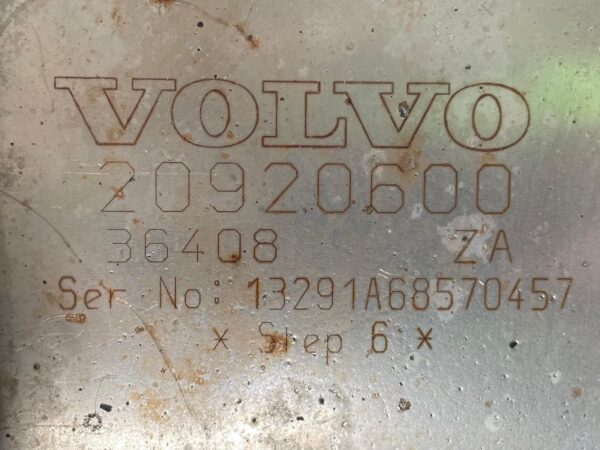 VOLVO
20920600
36408 ZA
Ser No: 13291A68570457
* Step 6 *